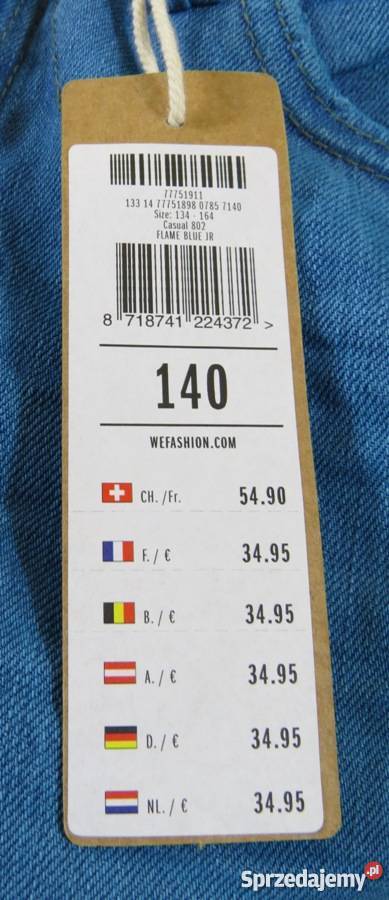 77751911
133 14 77751898 0785 7140
Size: 134 - 164
Casual 802
FLAME BLUE JR
8 718741 224372 >
140
WEFASHION.COM
CH. /Fr. 54.90
F. / € 34.95
B. / € 34.95
A. / € 34.95
D. / € 34.95
NL. / € 34.95
Sprzedajemy.pl